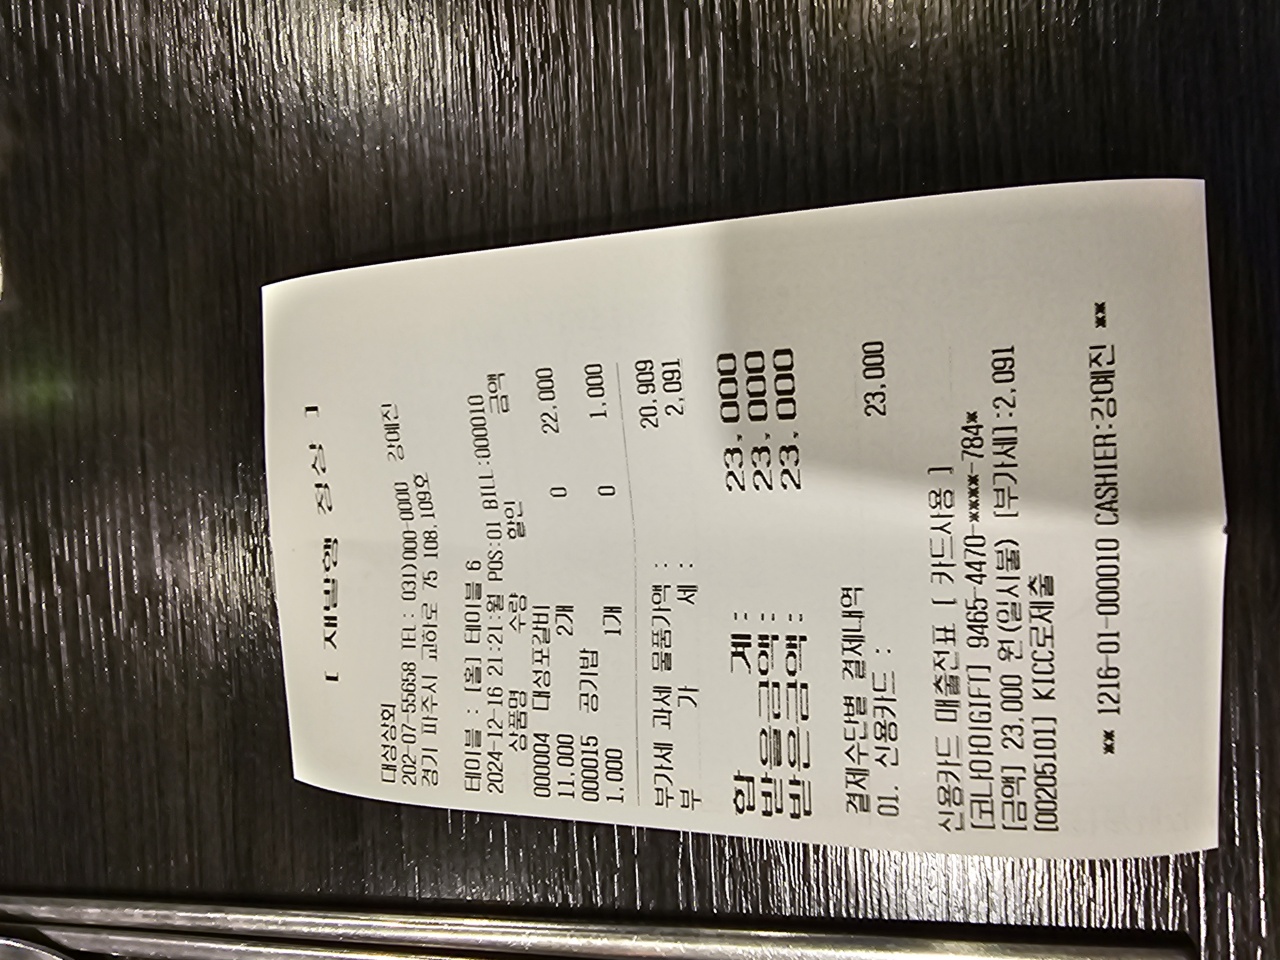 [ 재발행 정상 ]
대성상회
202-07-55658 TEL : 031)000-0000 강예진
경기 파주시 교하로 75 108,109호
테이블 : [홀] 테이블 6
2024-12-16 21:21:월 POS:01 BILL:000010
상품명 수량 할인 금액
000004 대성포갈비
11,000 2개 0 22,000
000015 공기밥
1,000 1개 0 1,000
부가세 과세 물품가액 : 20,909
부 가 세 : 2,091
합 계 : 23,000
받을금액 : 23,000
받은금액 : 23,000
결제수단별 결제내역
01. 신용카드 : 23,000
신용카드 매출전표 [ 카드사용 ]
[코나아이GIFT] 9465-4470-****-784*
[금액] 23,000 원(일시불) [부가세]:2,091
[00205101] KICC로제출
** 1216-01-000010 CASHIER:강예진 **